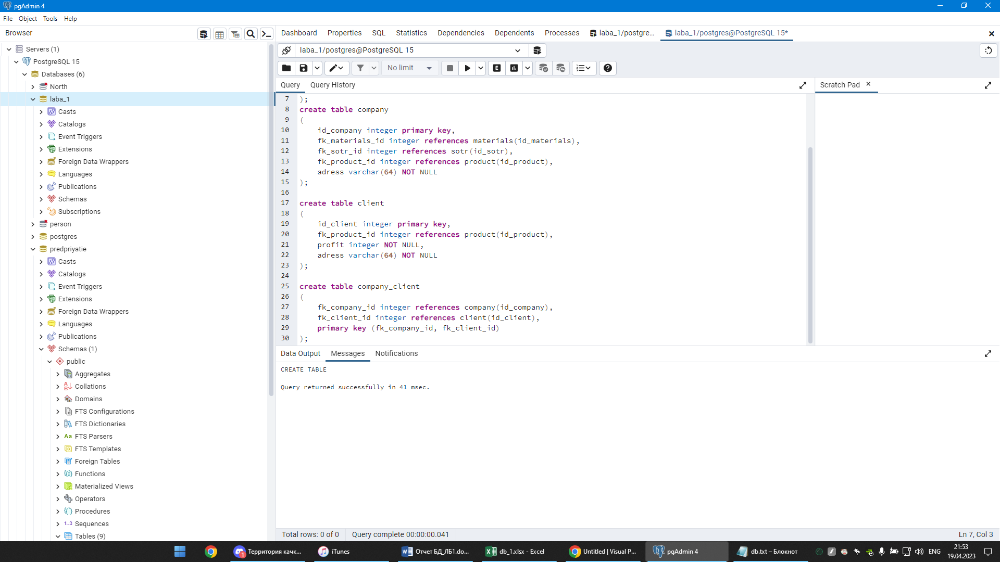 pgAdmin 4
File Object Tools Help
Browser
Dashboard Properties SQL Statistics Dependencies Dependents Processes laba_1/postgre... laba_1/postgres@PostgreSQL 15*
Servers (1)
PostgreSQL 15
Databases (6)
North
laba_1
Casts
Catalogs
Event Triggers
Extensions
Foreign Data Wrappers
Languages
Publications
Schemas
Subscriptions
person
postgres
predpriyatie
Casts
Catalogs
Event Triggers
Extensions
Foreign Data Wrappers
Languages
Publications
Schemas (1)
public
Aggregates
Collations
Domains
FTS Configurations
FTS Dictionaries
Aa FTS Parsers
FTS Templates
Foreign Tables
Functions
Materialized Views
Operators
Procedures
1..3 Sequences
Tables (9)
laba_1/postgres@PostgreSQL 15
No limit
E
Query Query History
Scratch Pad
7 );
8 create table company
9 (
10 id_company integer primary key,
11 fk_materials_id integer references materials(id_materials),
12 fk_sotr_id integer references sotr(id_sotr),
13 fk_product_id integer references product(id_product),
14 adress varchar(64) NOT NULL
15 );
16
17 create table client
18 (
19 id_client integer primary key,
20 fk_product_id integer references product(id_product),
21 profit integer NOT NULL,
22 adress varchar(64) NOT NULL
23 );
24
25 create table company_client
26 (
27 fk_company_id integer references company(id_company),
28 fk_client_id integer references client(id_client),
29 primary key (fk_company_id, fk_client_id)
30 );
Data Output Messages Notifications
CREATE TABLE
Query returned successfully in 41 msec.
Total rows: 0 of 0 Query complete 00:00:00.041 Ln 7, Col 3
Территория качк... iTunes Отчет БД_ЛБ1.do... db_1.xlsx - Excel Untitled | Visual P... pgAdmin 4 db.txt – Блокнот ENG 21:53
19.04.2023